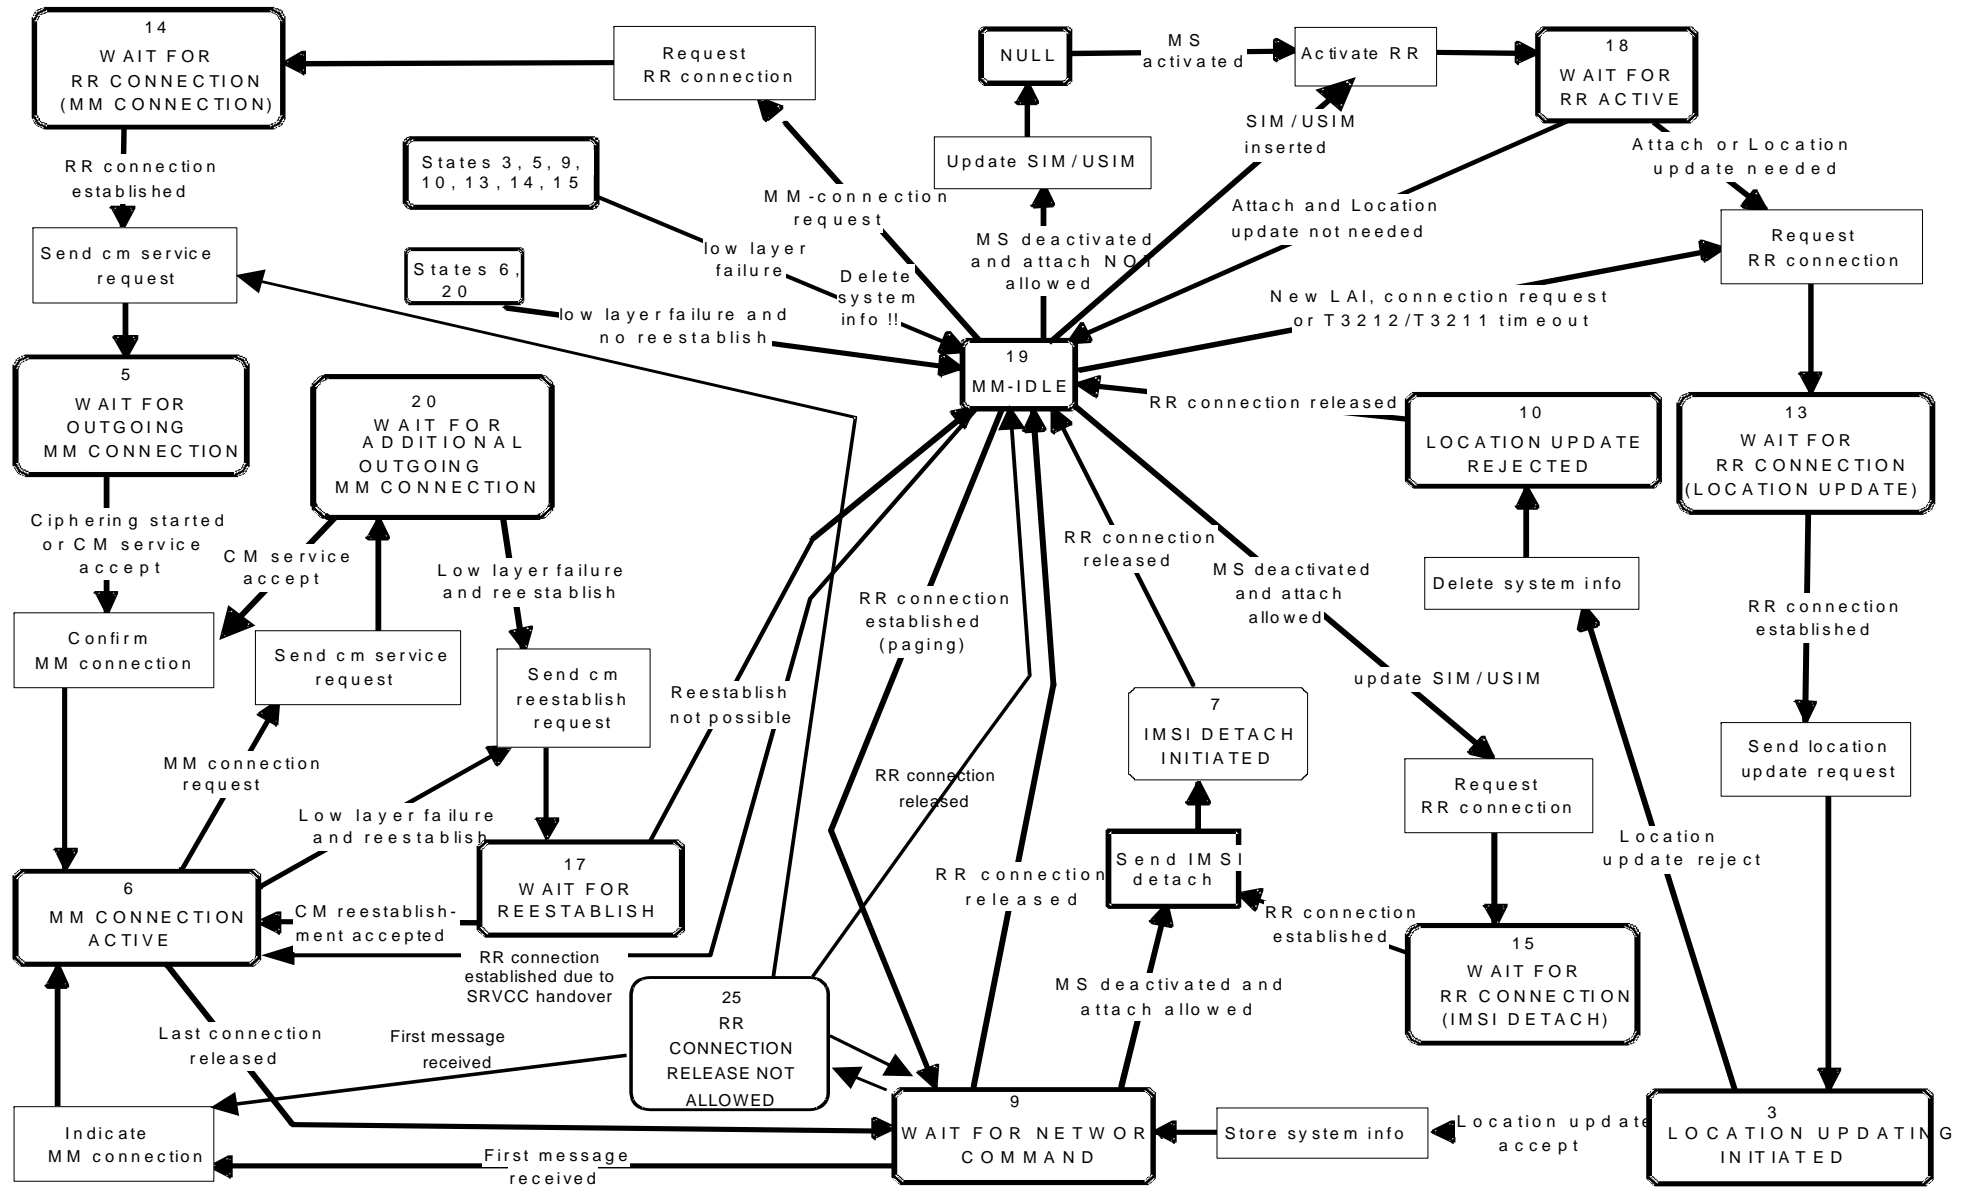 14
WAIT FOR
RR CONNECTION
(MM CONNECTION)
Request
RR connection
NULL
MS
activated
Activate RR
18
WAIT FOR
RR ACTIVE
RR connection
established
States 3, 5, 9,
10, 13, 14, 15
MM-connection
request
Update SIM/USIM
SIM/USIM
inserted
Attach or Location
update needed
Send cm service
request
States 6,
20
low layer
failure
Delete
system
info !!
MS deactivated
and attach NOT
allowed
Attach and Location
update not needed
Request
RR connection
low layer failure and
no reestablish
New LAI, connection request
or T3212/T3211 timeout
19
MM-IDLE
5
WAIT FOR
OUTGOING
MM CONNECTION
20
WAIT FOR
ADDITIONAL
OUTGOING
MM CONNECTION
RR connection released
10
LOCATION UPDATE
REJECTED
13
WAIT FOR
RR CONNECTION
(LOCATION UPDATE)
Ciphering started
or CM service
accept
CM service
accept
Low layer failure
and reestablish
RR connection
released
MS deactivated
and attach
allowed
Delete system info
RR connection
established
Confirm
MM connection
Send cm service
request
Send cm
reestablish
request
RR connection
established
(paging)
Reestablish
not possible
update SIM/USIM
7
IMSI DETACH
INITIATED
MM connection
request
RR connection
released
Request
RR connection
Send location
update request
Low layer failure
and reestablish
Location
update reject
6
MM CONNECTION
ACTIVE
17
WAIT FOR
REESTABLISH
RR connection
released
Send IMSI
detach
CM reestablish-
ment accepted
RR connection
established
15
WAIT FOR
RR CONNECTION
(IMSI DETACH)
RR connection
established due to
SRVCC handover
25
RR
CONNECTION
RELEASE NOT
ALLOWED
MS deactivated and
attach allowed
Last connection
released
First message
received
Indicate
MM connection
First message
received
9
WAIT FOR NETWOR
COMMAND
Store system info
Location update
accept
3
LOCATION UPDATING
INITIATED